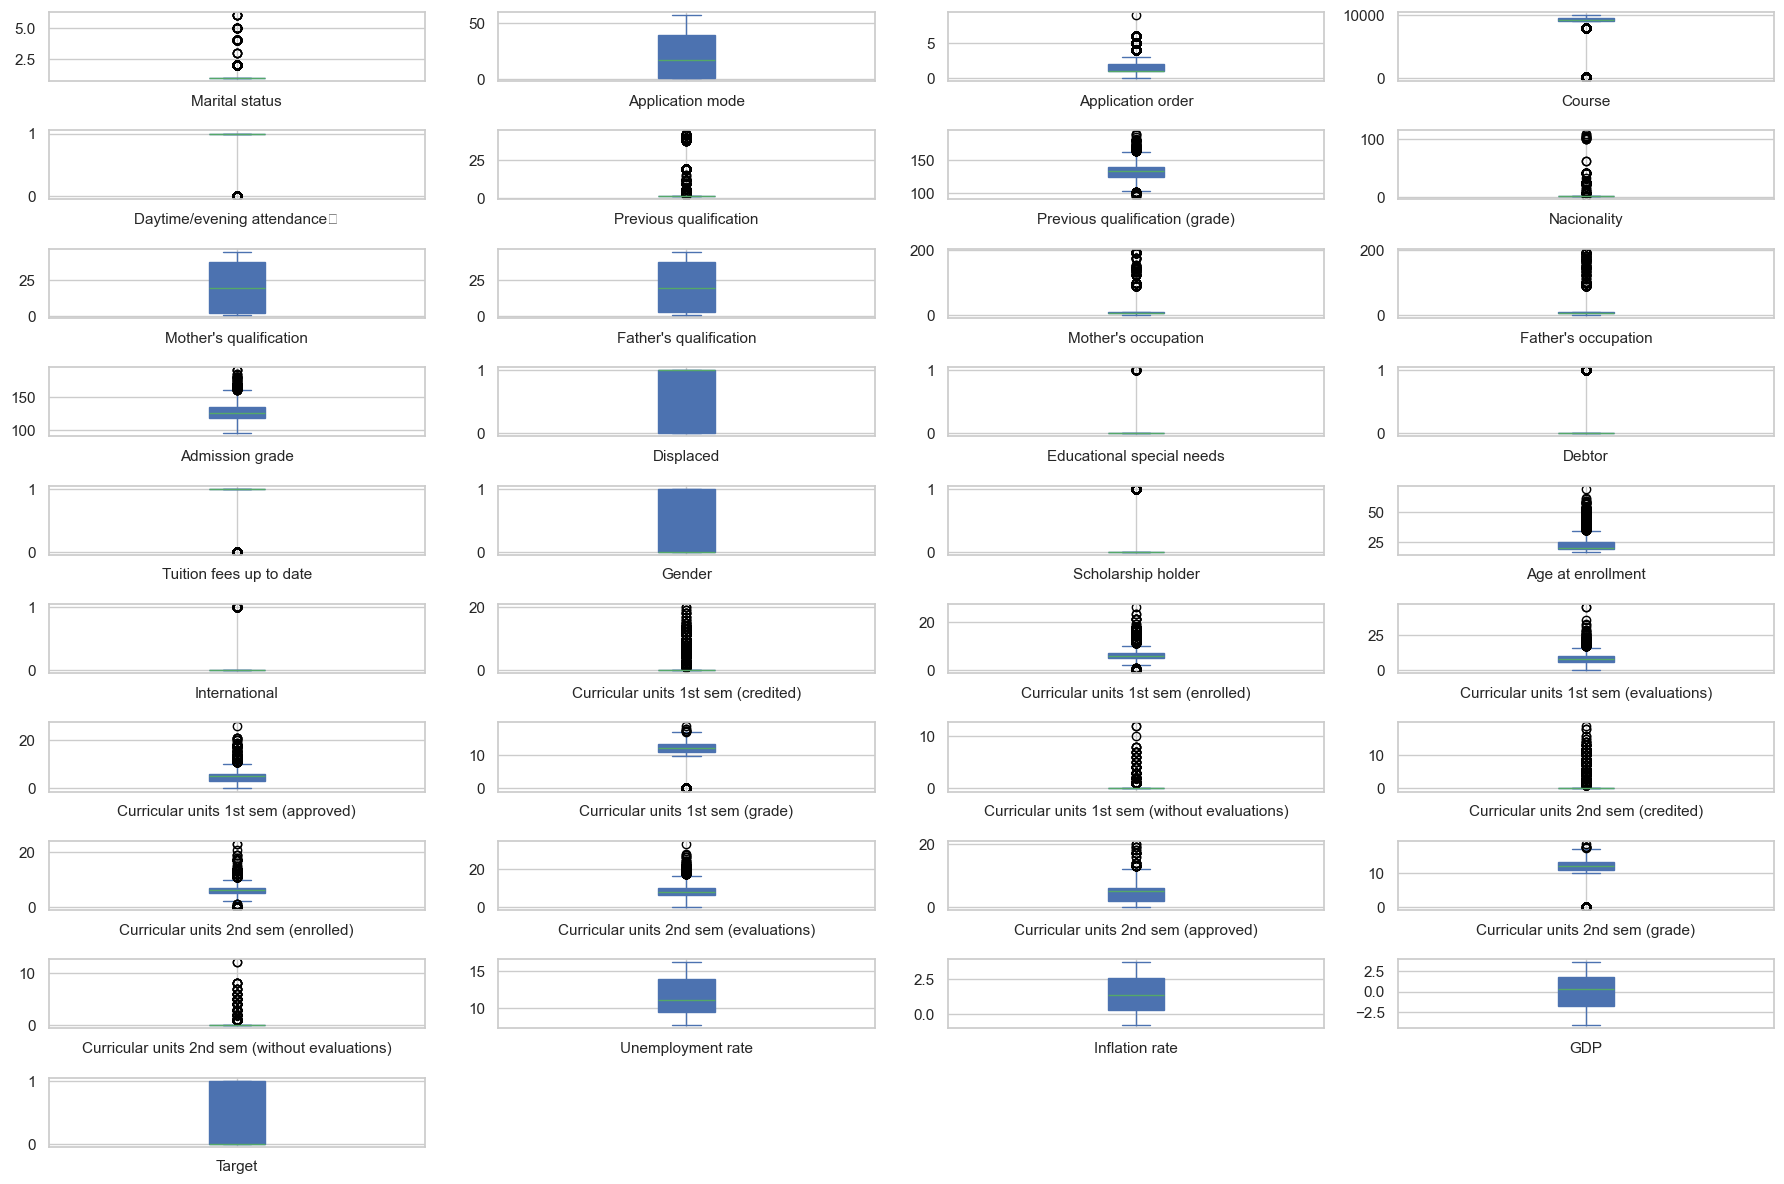 5.0
2.5
Marital status
50
0
Application mode
5
0
Application order
10000
0
Course
1
0
Daytime/evening attendance
25
0
Previous qualification
150
100
Previous qualification (grade)
100
0
Nacionality
25
0
Mother's qualification
25
0
Father's qualification
200
0
Mother's occupation
200
0
Father's occupation
150
100
Admission grade
1
0
Displaced
1
0
Educational special needs
1
0
Debtor
1
0
Tuition fees up to date
1
0
Gender
1
0
Scholarship holder
50
25
Age at enrollment
1
0
International
20
0
Curricular units 1st sem (credited)
20
0
Curricular units 1st sem (enrolled)
25
0
Curricular units 1st sem (evaluations)
20
0
Curricular units 1st sem (approved)
10
0
Curricular units 1st sem (grade)
10
0
Curricular units 1st sem (without evaluations)
10
0
Curricular units 2nd sem (credited)
20
0
Curricular units 2nd sem (enrolled)
20
0
Curricular units 2nd sem (evaluations)
20
0
Curricular units 2nd sem (approved)
10
0
Curricular units 2nd sem (grade)
10
0
Curricular units 2nd sem (without evaluations)
15
10
Unemployment rate
2.5
0.0
Inflation rate
2.5
0.0
−2.5
GDP
1
0
Target